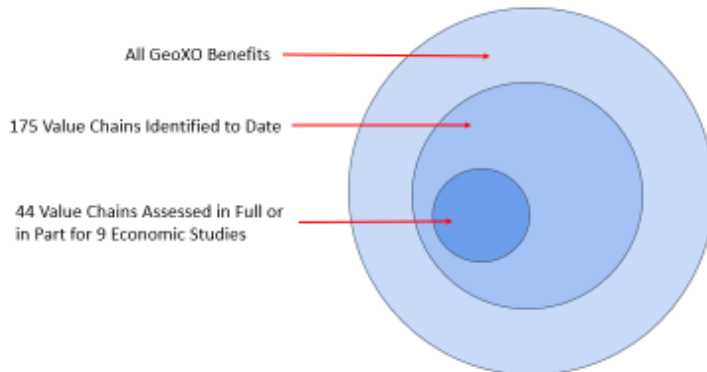 All GeoXO Benefits
175 Value Chains Identified to Date
44 Value Chains Assessed in Full or
in Part for 9 Economic Studies